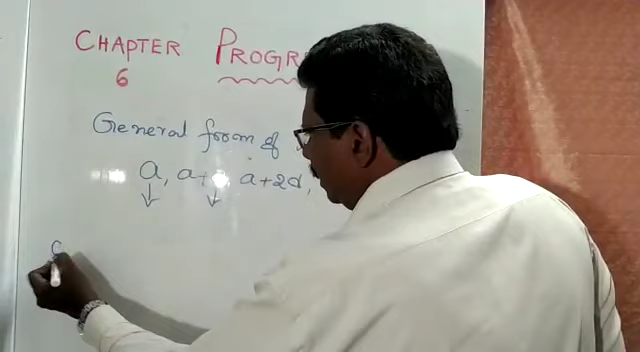 CHAPTER
6
General form of
a, a+ a+2d,